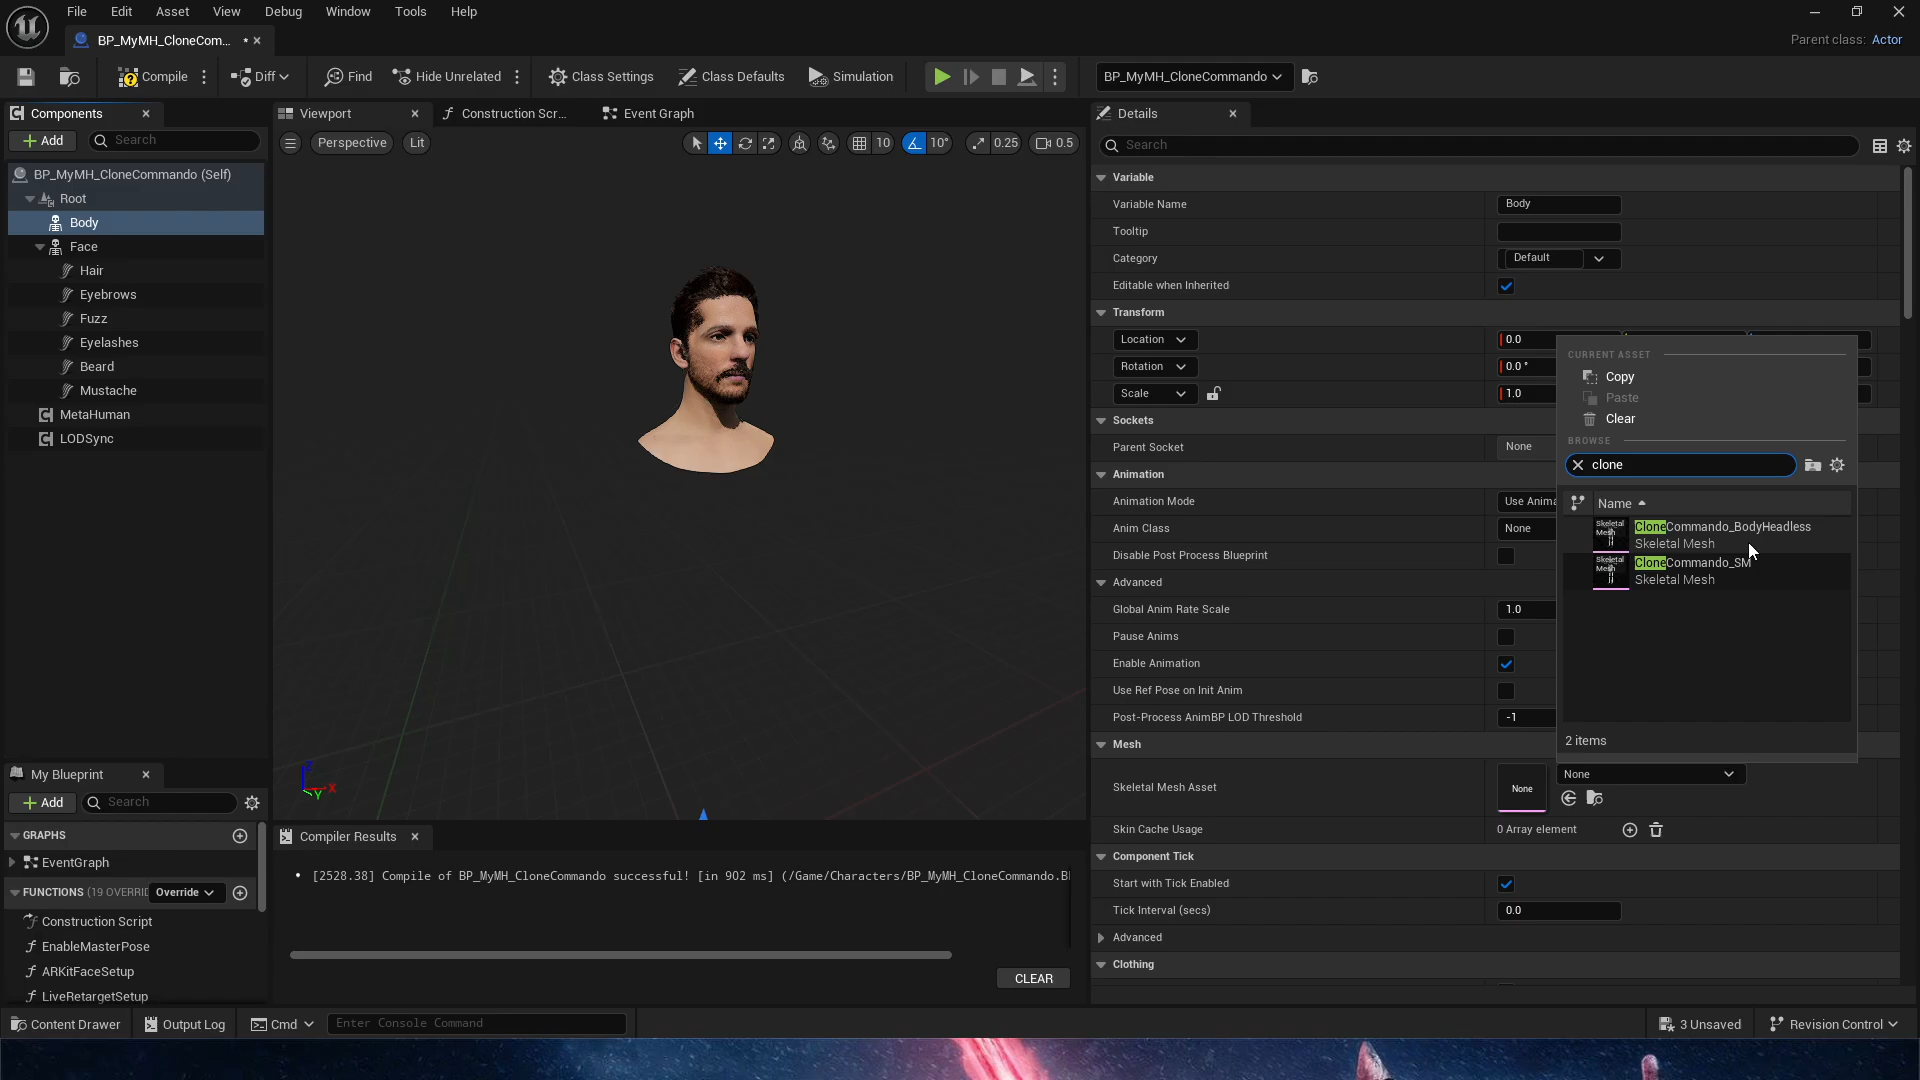 File Edit Asset View Debug Window Tools Help
BP_MyMH_CloneCom... •
Parent class: Actor
Compile Diff Find Hide Unrelated Class Settings Class Defaults Simulation BP_MyMH_CloneCommando
Components
Add Search
BP_MyMH_CloneCommando (Self)
Root
Body
Face
Hair
Eyebrows
Fuzz
Eyelashes
Beard
Mustache
MetaHuman
LODSync
My Blueprint
Add Search
GRAPHS
EventGraph
FUNCTIONS (19 OVERRID Override
Construction Script
EnableMasterPose
ARKitFaceSetup
LiveRetargetSetup
Viewport Construction Scr... Event Graph
Perspective Lit 10 10° 0.25 0.5
Z
X
Y
Compiler Results
• [2528.38] Compile of BP_MyMH_CloneCommando successful! [in 902 ms] (/Game/Characters/BP_MyMH_CloneCommando.B
CLEAR
Details
Search
Variable
Variable Name Body
Tooltip
Category Default
Editable when Inherited
Transform
Location 0.0
Rotation 0.0 °
Scale 1.0
Sockets
Parent Socket None
Animation
Animation Mode Use Anima
Anim Class None
Disable Post Process Blueprint
Advanced
Global Anim Rate Scale 1.0
Pause Anims
Enable Animation
Use Ref Pose on Init Anim
Post-Process AnimBP LOD Threshold -1
Mesh
Skeletal Mesh Asset None None
Skin Cache Usage 0 Array element
Component Tick
Start with Tick Enabled
Tick Interval (secs) 0.0
Advanced
Clothing
CURRENT ASSET
Copy
Paste
Clear
BROWSE
clone
Name
Skeletal Mesh CloneCommando_BodyHeadless
Skeletal Mesh
Skeletal Mesh CloneCommando_SM
Skeletal Mesh
2 items
Content Drawer Output Log Cmd Enter Console Command 3 Unsaved Revision Control